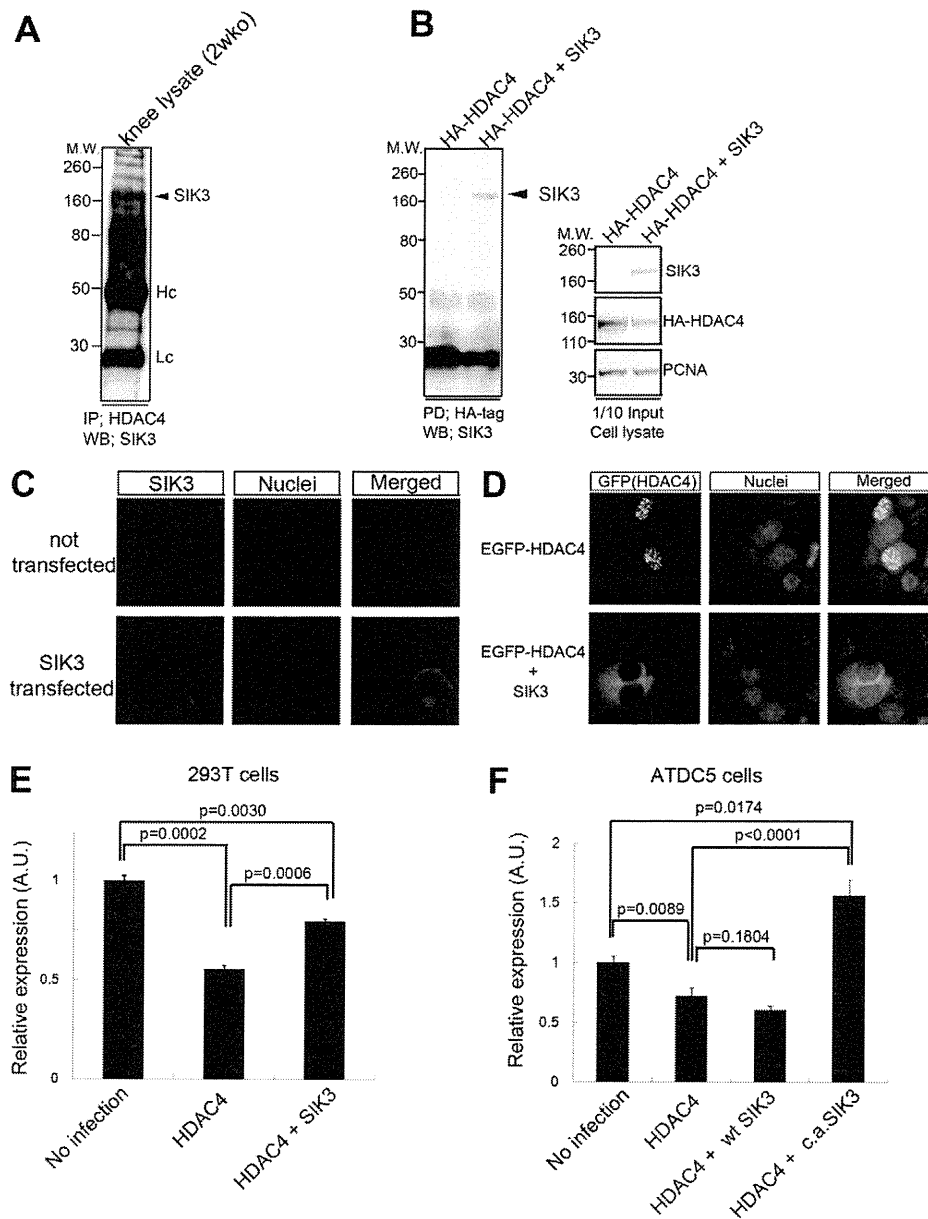 A
knee lysate (2wko)
M.W.
260
160
80
50
30
SIK3
Hc
Lc
IP; HDAC4
WB; SIK3
B
HA-HDAC4
HA-HDAC4 + SIK3
M.W.
260
160
80
50
30
SIK3
PD; HA-tag
WB; SIK3
HA-HDAC4
HA-HDAC4 + SIK3
M.W.
260
160
SIK3
160
110
HA-HDAC4
30
PCNA
1/10 Input
Cell lysate
C
SIK3 Nuclei Merged
not
transfected
SIK3
transfected
D
GFP(HDAC4) Nuclei Merged
EGFP-HDAC4
EGFP-HDAC4
+
SIK3
E
293T cells
p=0.0030
p=0.0002
p=0.0006
Relative expression (A.U.)
1
0.5
0
No infection
HDAC4
HDAC4 + SIK3
F
ATDC5 cells
p=0.0174
p<0.0001
p=0.0089
p=0.1804
Relative expression (A.U.)
2
1.5
1
0.5
0
No infection
HDAC4
HDAC4 + wt SIK3
HDAC4 + c.a.SIK3